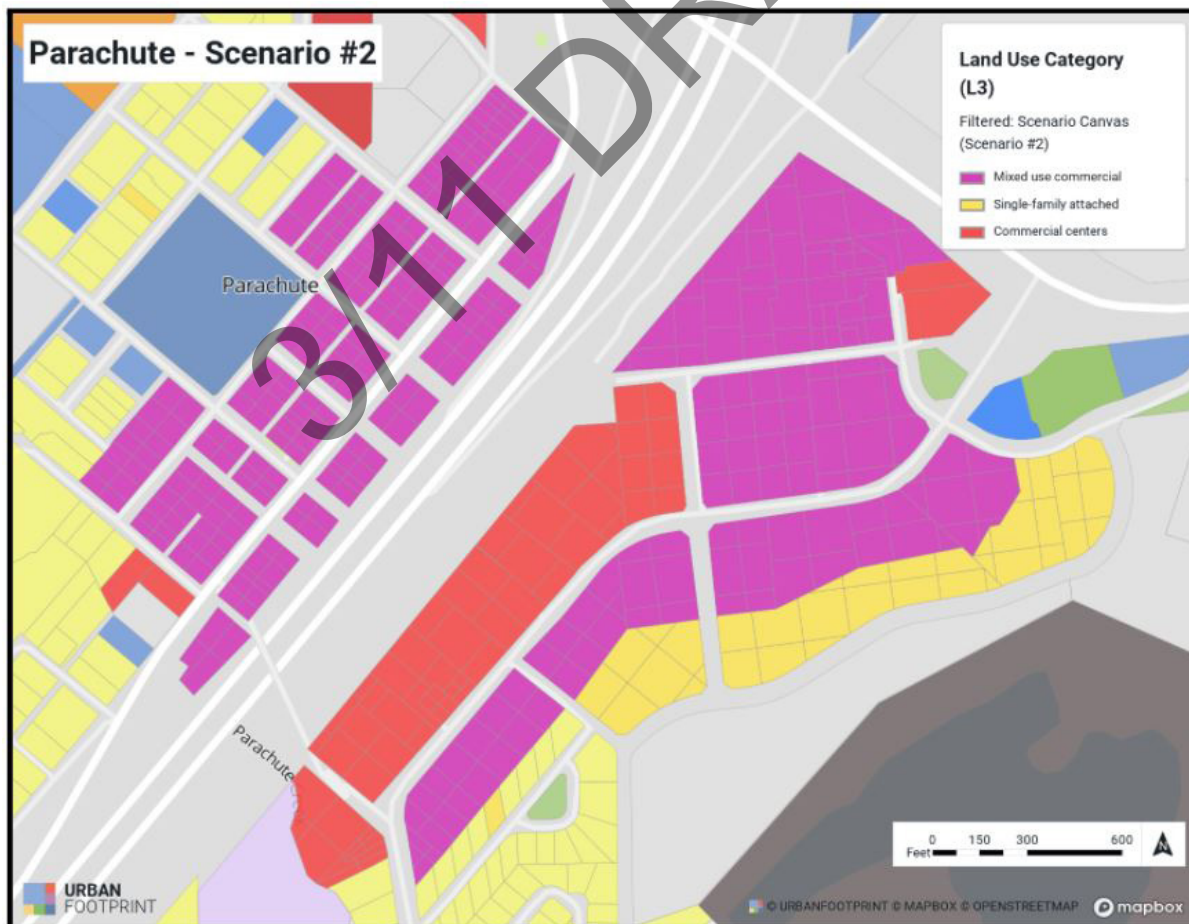 Parachute - Scenario #2
Land Use Category
(L3)
Filtered: Scenario Canvas
(Scenario #2)
Mixed use commercial
Single-family attached
Commercial centers
Parachute
3/11 DR
Parachute
0 150 300 600
Feet
N
URBAN
FOOTPRINT
© URBANFOOTPRINT © MAPBOX © OPENSTREETMAP
mapbox